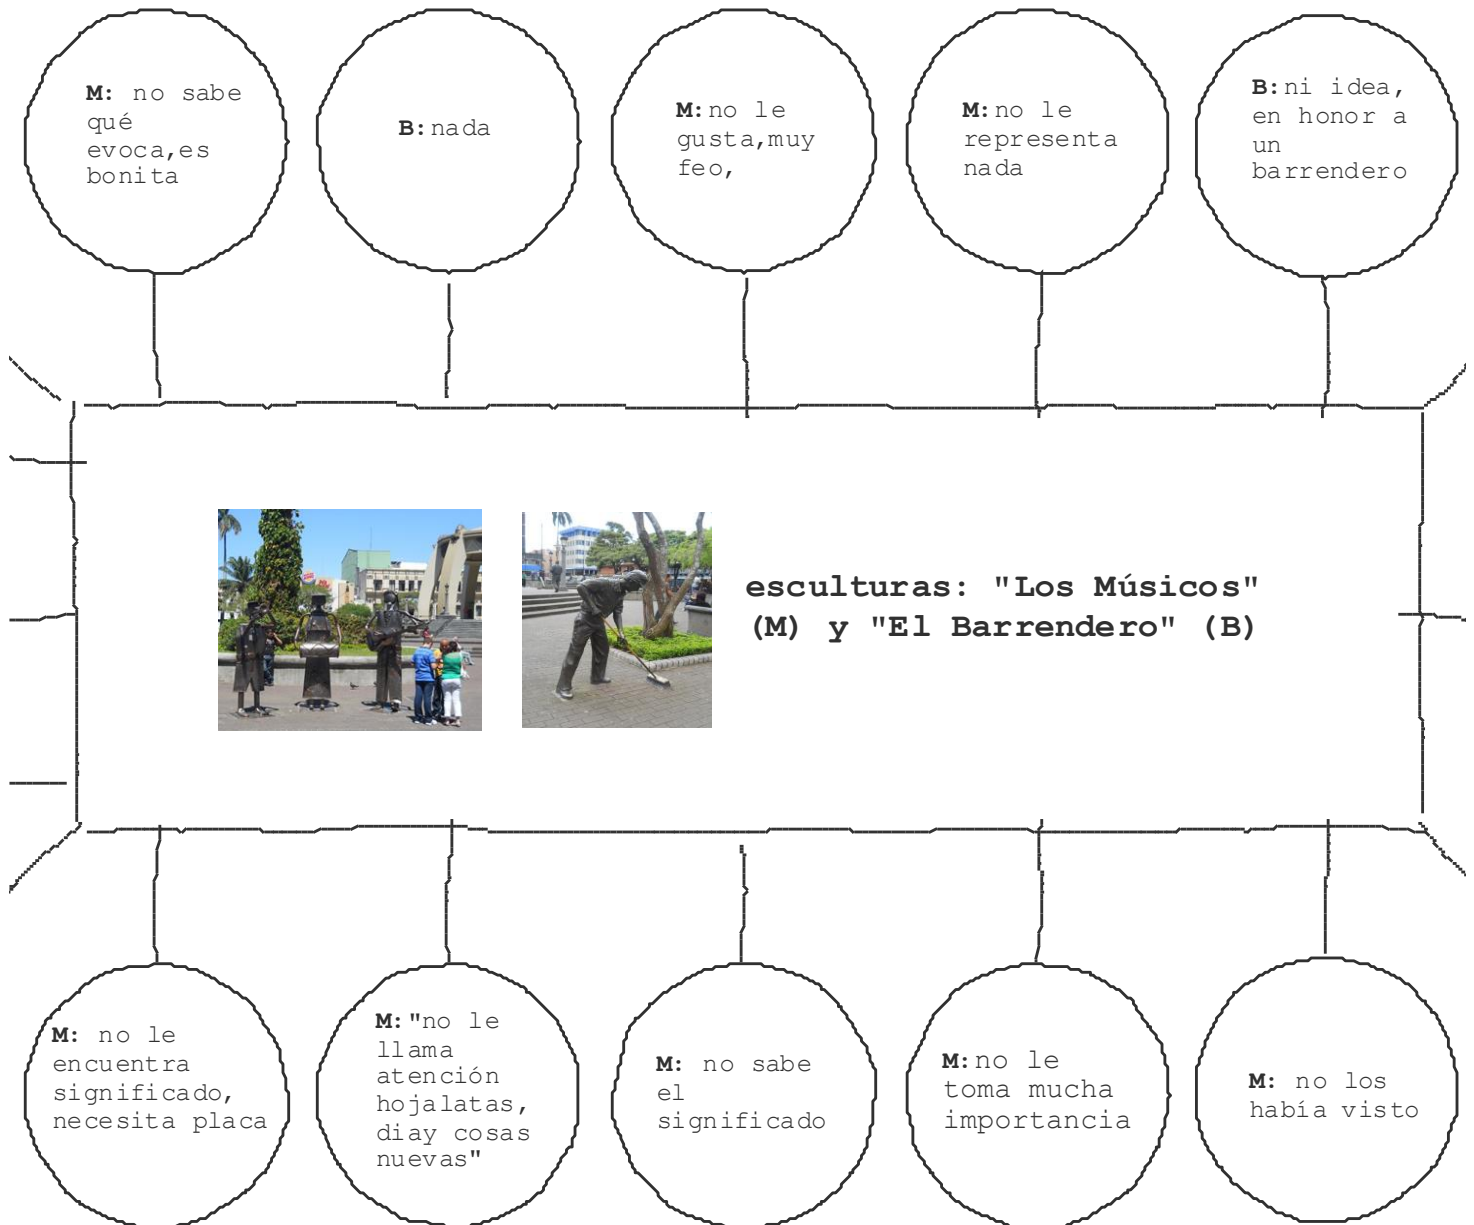 M: no sabe
qué
evoca,es
bonita
B:nada
M:no le
gusta,muy
feo,
M:no le
representa
nada
B:ni idea,
en honor a
un
barrendero
esculturas: "Los Músicos"
(M) y "El Barrendero" (B)
M: no le
encuentra
significado,
necesita placa
M:"no le
llama
atención
hojalatas,
diay cosas
nuevas"
M: no sabe
el
significado
M:no le
toma mucha
importancia
M: no los
había visto